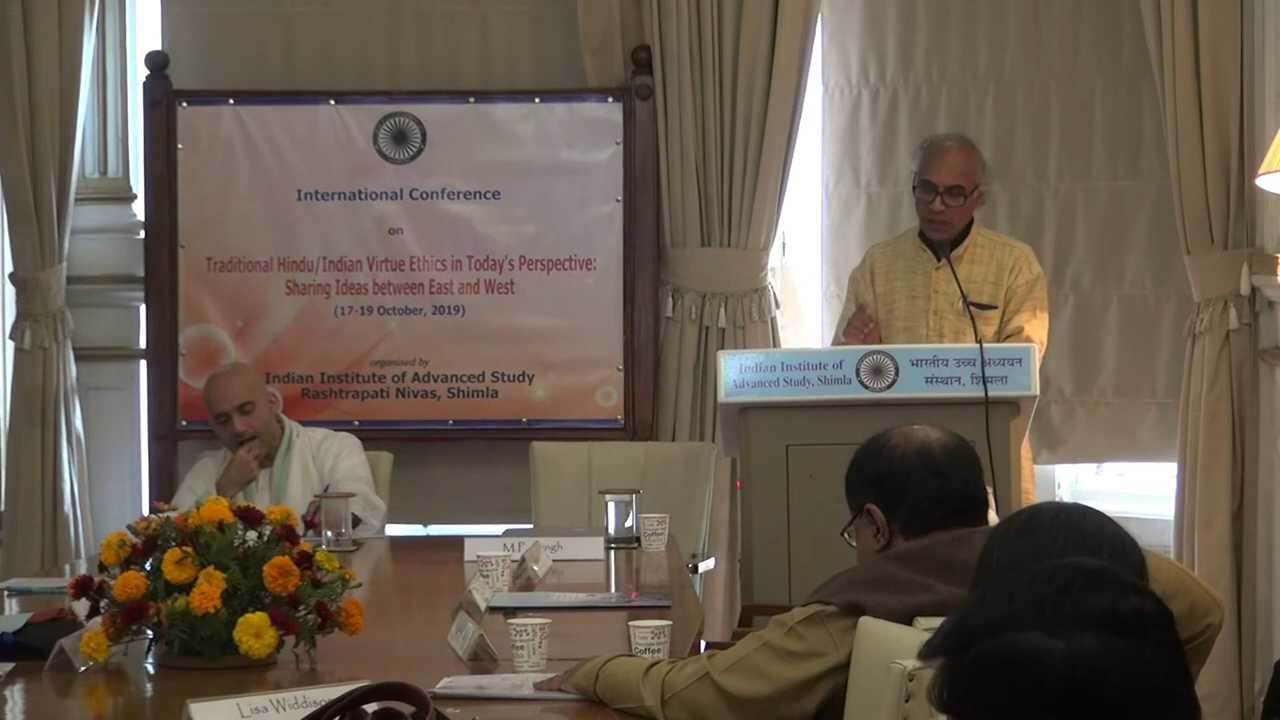 International Conference
on
Traditional Hindu/Indian Virtue Ethics in Today's Perspective:
Sharing Ideas between East and West
(17-19 October, 2019)
organised by
Indian Institute of Advanced Study
Rashtrapati Nivas, Shimla
Indian Institute of
Advanced Study, Shimla
भारतीय उच्च अध्ययन
संस्थान, शिमला
Coffee
Coffee
Coffee
Lisa